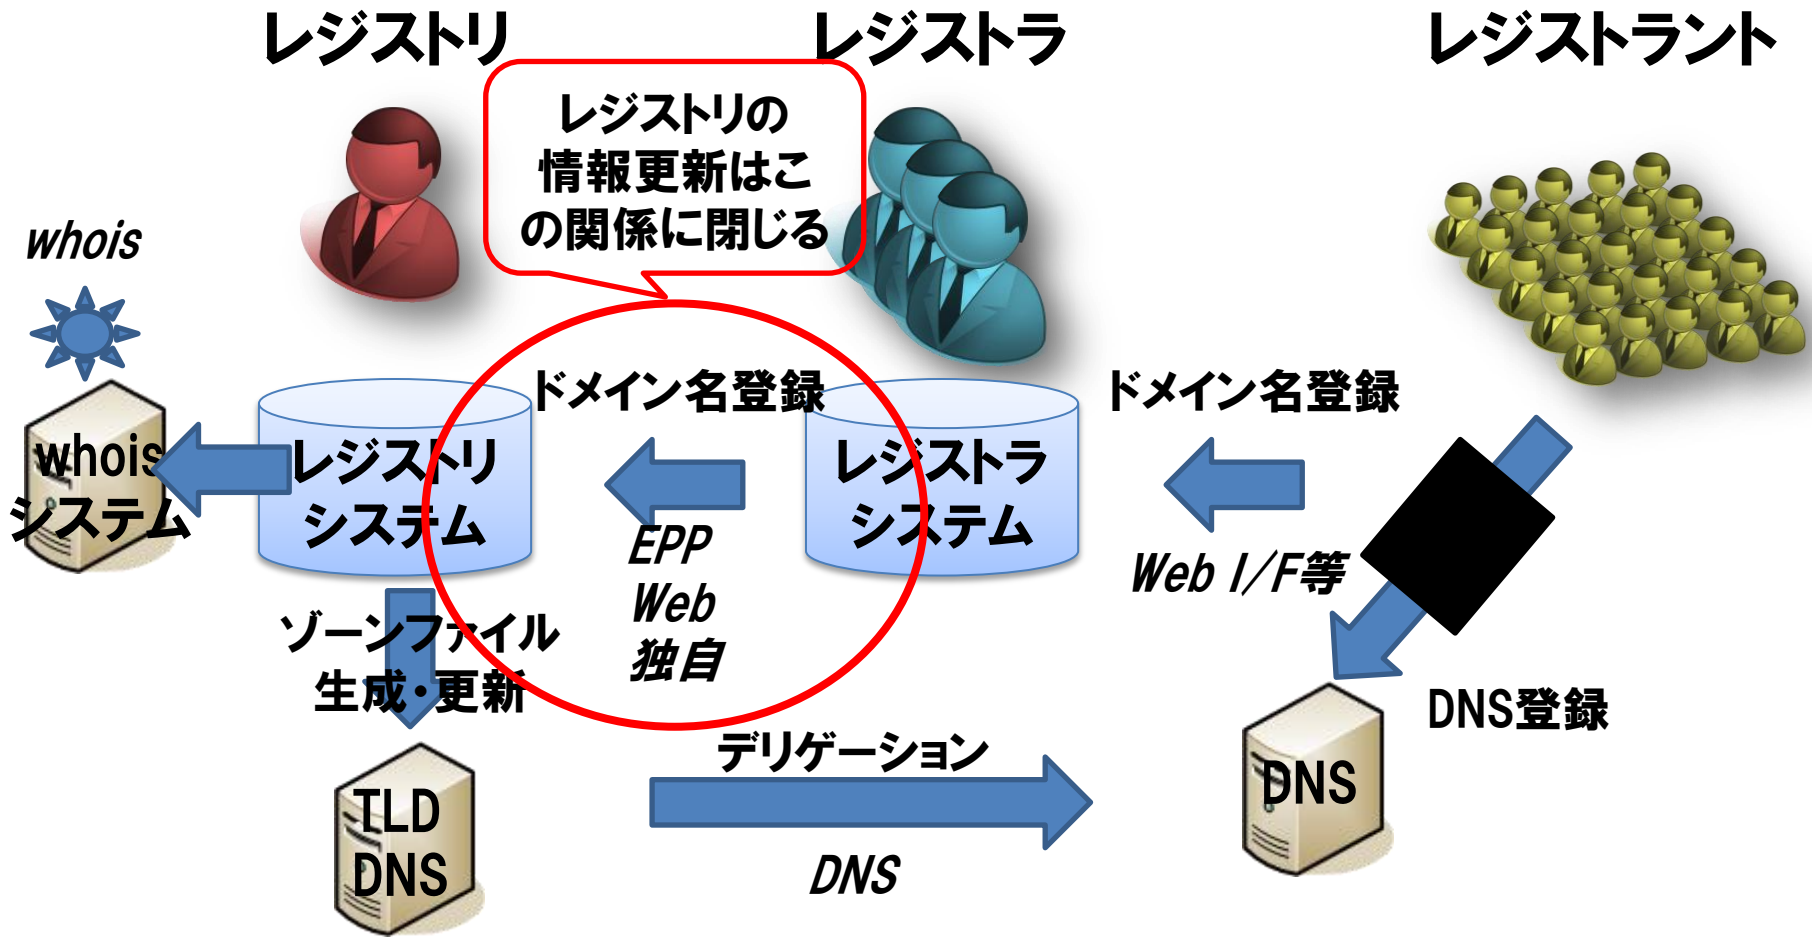 レジストリ
レジストラ
レジストラント
レジストリの
情報更新はこ
の関係に閉じる
whois
ドメイン名登録
ドメイン名登録
whois
システム
レジストリ
システム
レジストラ
システム
EPP
Web
独自
Web I/F等
ゾーンファイル
生成・更新
DNS登録
デリゲーション
TLD
DNS
DNS
DNS